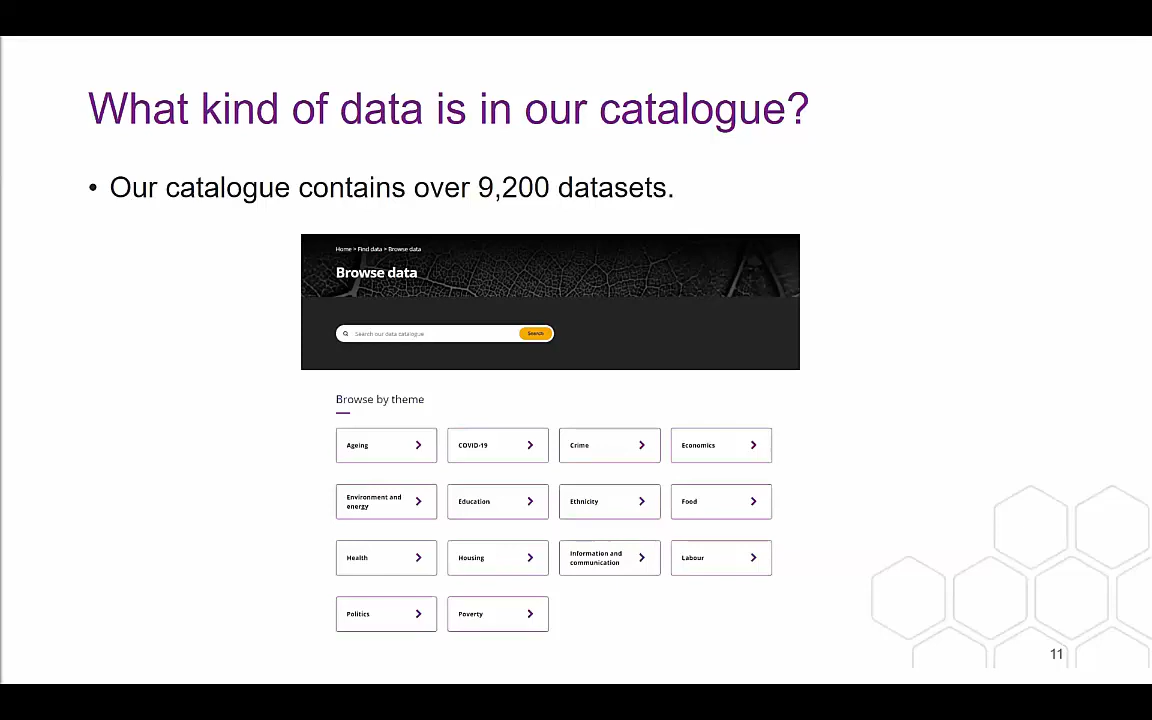 What kind of data is in our catalogue?
• Our catalogue contains over 9,200 datasets.
Home > Find data > Browse data
Browse data
Search our data catalogue
Search
Browse by theme
Ageing
COVID-19
Crime
Economics
Environment and
energy
Education
Ethnicity
Food
Health
Housing
Information and
communication
Labour
Politics
Poverty
11